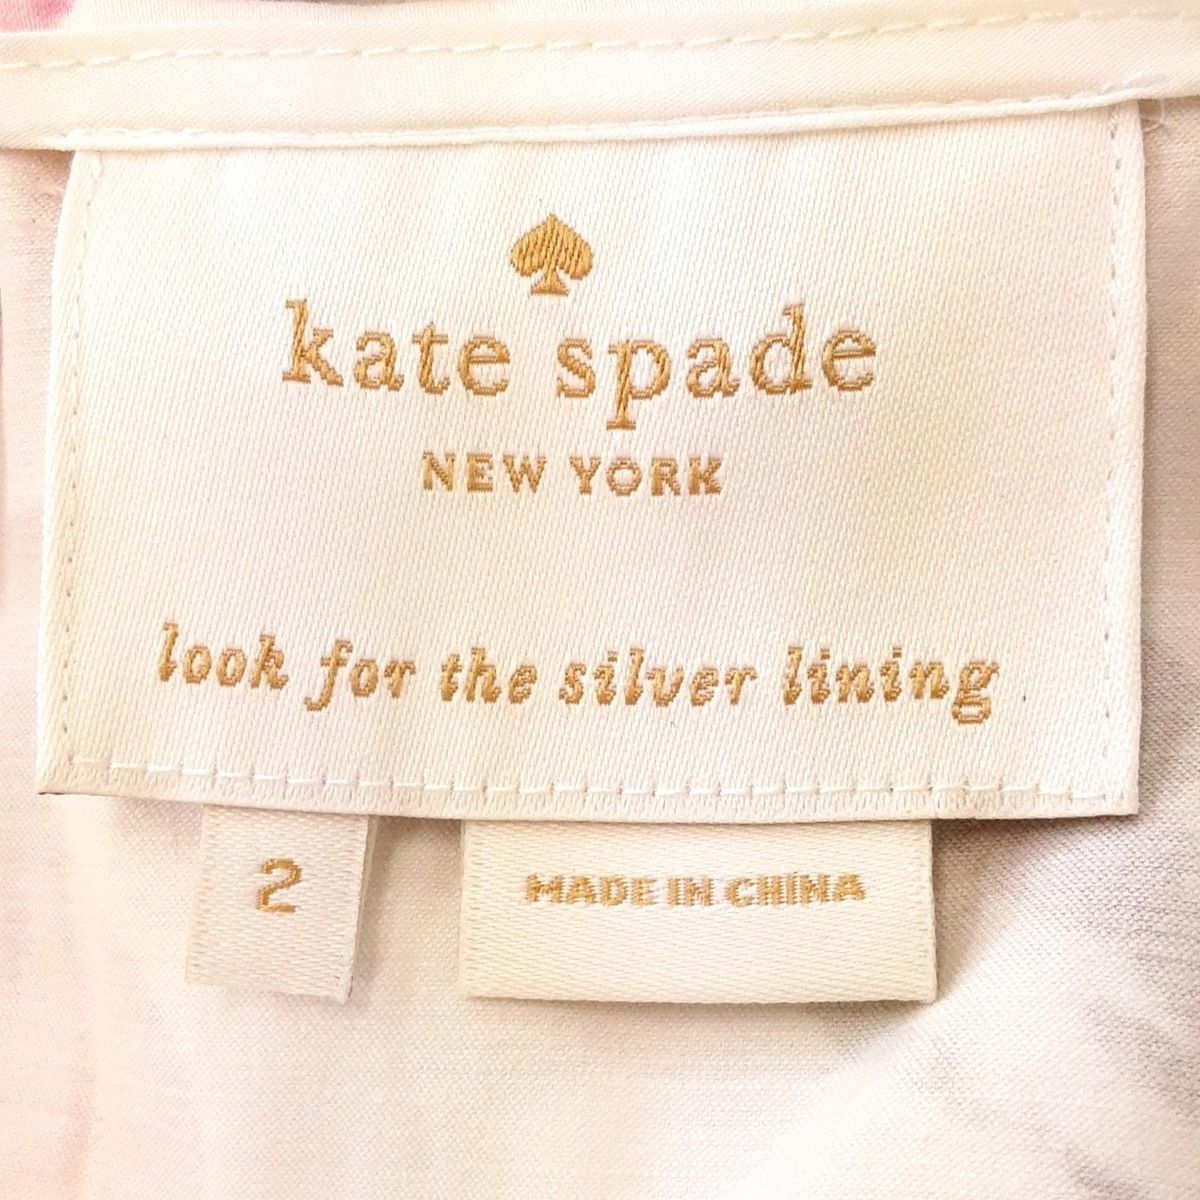 kate spade
NEW YORK
look for the silver lining
2
MADE IN CHINA